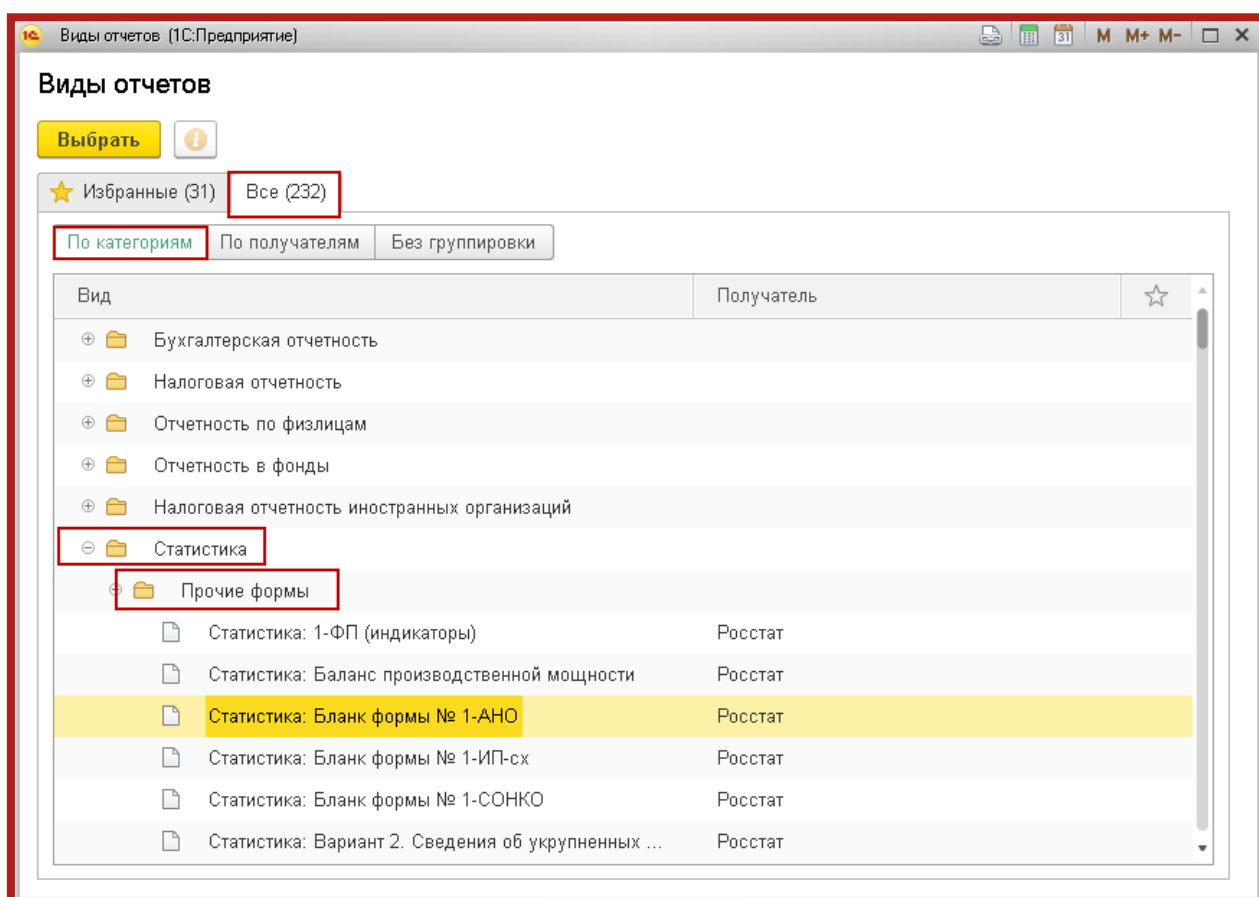 1С Виды отчетов (1С:Предприятие) 31 M M+ M-
Виды отчетов
Выбрать
Избранные (31) Все (232)
По категориям По получателям Без группировки
Вид Получатель
Бухгалтерская отчетность
Налоговая отчетность
Отчетность по физлицам
Отчетность в фонды
Налоговая отчетность иностранных организаций
Статистика
Прочие формы
Статистика: 1-ФП (индикаторы) Росстат
Статистика: Баланс производственной мощности Росстат
Статистика: Бланк формы № 1-АНО Росстат
Статистика: Бланк формы № 1-ИП-сх Росстат
Статистика: Бланк формы № 1-СОНКО Росстат
Статистика: Вариант 2. Сведения об укрупненных ... Росстат